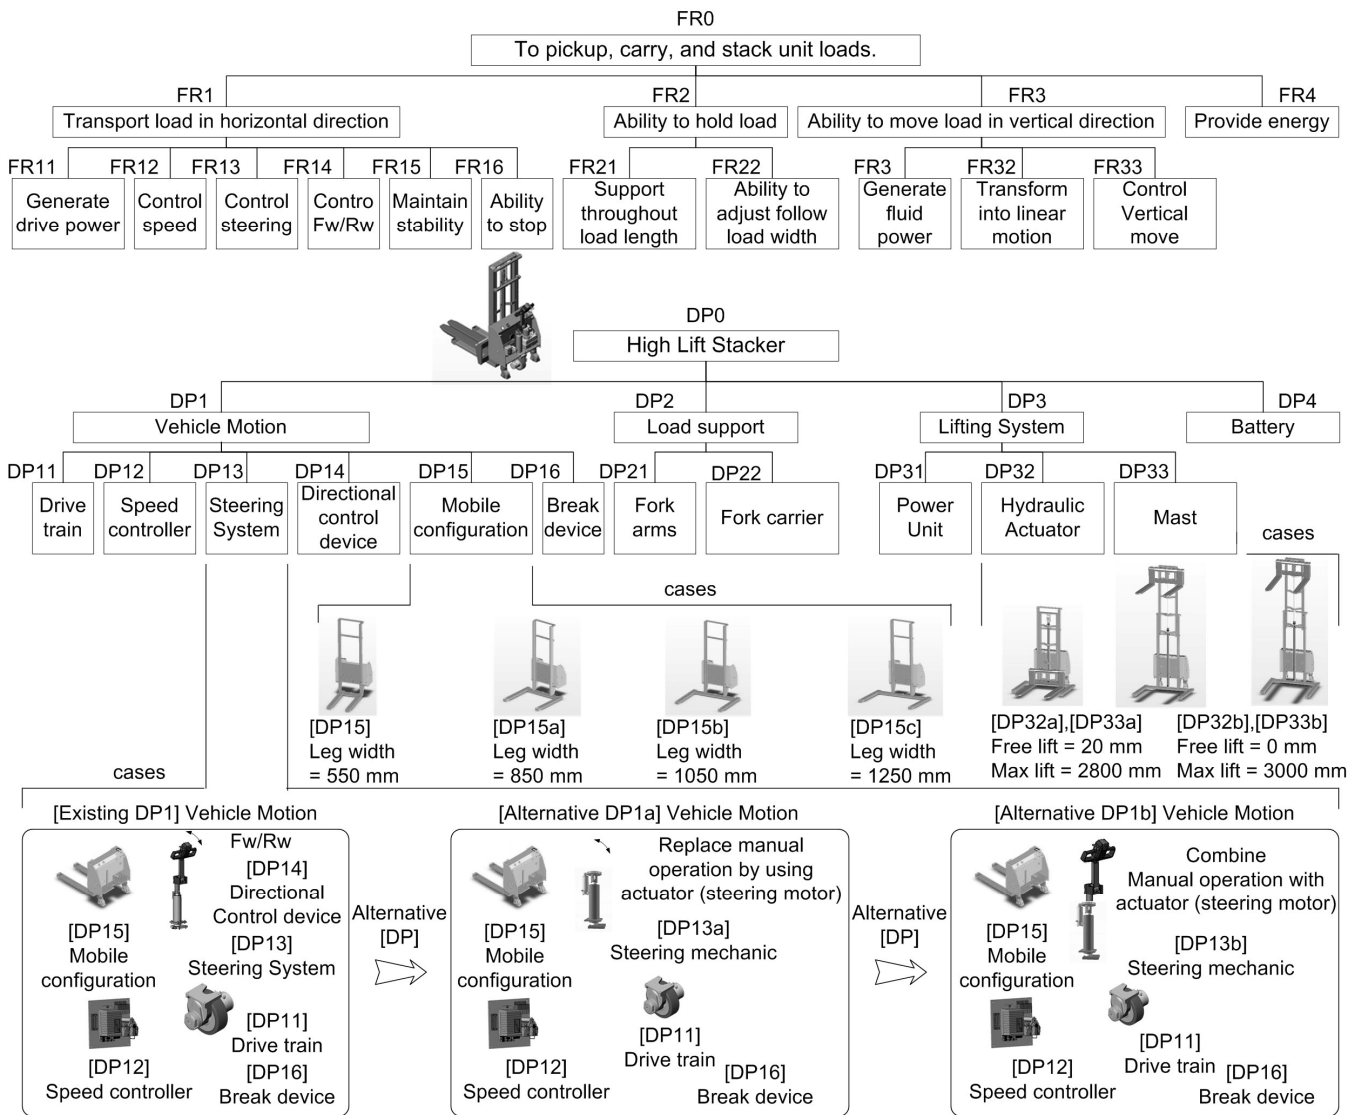 FR0
To pickup, carry, and stack unit loads.
FR1
FR2
FR3
FR4
Transport load in horizontal direction
Ability to hold load
Ability to move load in vertical direction
Provide energy
FR11
FR12
FR13
FR14
FR15
FR16
FR21
FR22
FR3
FR32
FR33
Generate
drive power
Control
speed
Control
steering
Contro
Fw/Rw
Maintain
stability
Ability
to stop
Support
throughout
load length
Ability to
adjust follow
load width
Generate
fluid
power
Transform
into linear
motion
Control
Vertical
move
DP0
High Lift Stacker
DP1
DP2
DP3
DP4
Vehicle Motion
Load support
Lifting System
Battery
DP11
DP12
DP13
DP14
DP15
DP16
DP21
DP22
DP31
DP32
DP33
Drive
train
Speed
controller
Steering
System
Directional
control
device
Mobile
configuration
Break
device
Fork
arms
Fork carrier
Power
Unit
Hydraulic
Actuator
Mast
cases
cases
[DP15]
Leg width
= 550 mm
[DP15a]
Leg width
= 850 mm
[DP15b]
Leg width
= 1050 mm
[DP15c]
Leg width
= 1250 mm
[DP32a],[DP33a]
Free lift = 20 mm
Max lift = 2800 mm
[DP32b],[DP33b]
Free lift = 0 mm
Max lift = 3000 mm
cases
[Existing DP1] Vehicle Motion
Fw/Rw
[DP14]
Directional
Control device
[DP15]
Mobile
configuration
[DP13]
Steering System
[DP11]
Drive train
[DP12]
Speed controller
[DP16]
Break device
Alternative
[DP]
[Alternative DP1a] Vehicle Motion
Replace manual
operation by using
actuator (steering motor)
[DP15]
Mobile
configuration
[DP13a]
Steering mechanic
[DP11]
Drive train
[DP12]
Speed controller
[DP16]
Break device
Alternative
[DP]
[Alternative DP1b] Vehicle Motion
Combine
Manual operation with
actuator (steering motor)
[DP15]
Mobile
configuration
[DP13b]
Steering mechanic
[DP11]
Drive train
[DP12]
Speed controller
[DP16]
Break device